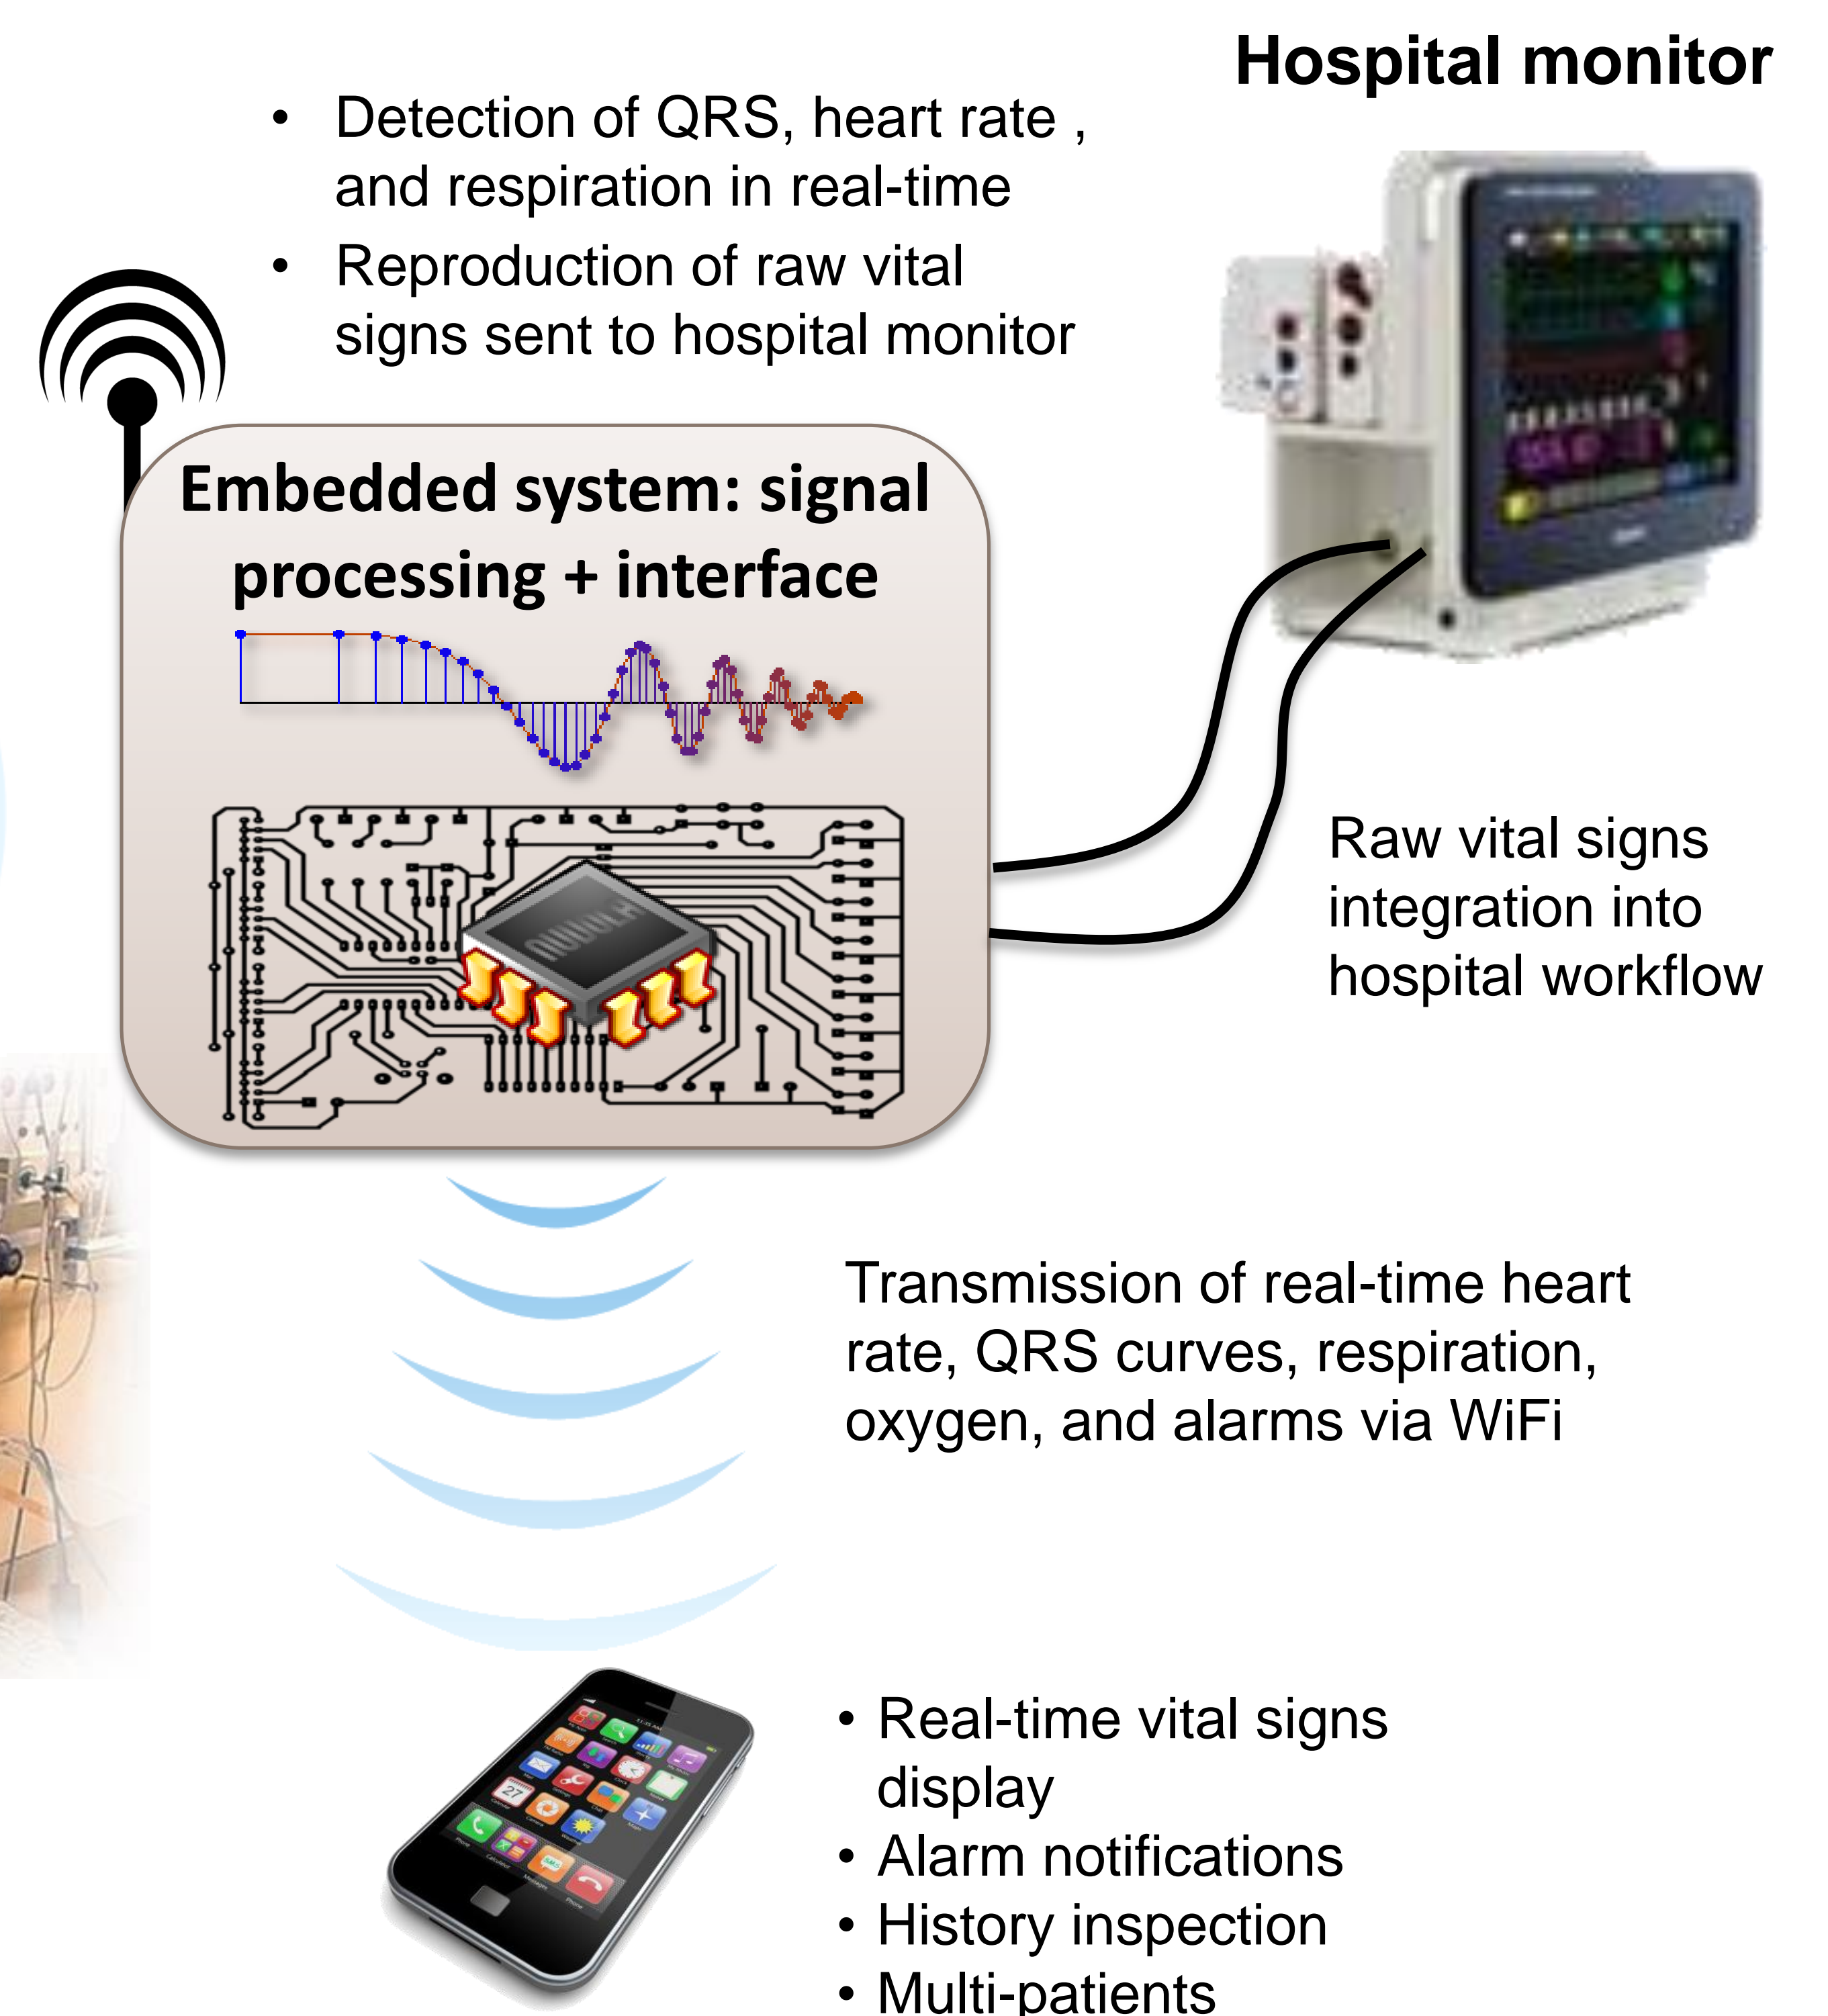 Hospital monitor
• Detection of QRS, heart rate ,
and respiration in real-time
• Reproduction of raw vital
signs sent to hospital monitor
Embedded system: signal
processing + interface
Raw vital signs
integration into
hospital workflow
Transmission of real-time heart
rate, QRS curves, respiration,
oxygen, and alarms via WiFi
27
SMS
• Real-time vital signs
display
• Alarm notifications
• History inspection
• Multi-patients